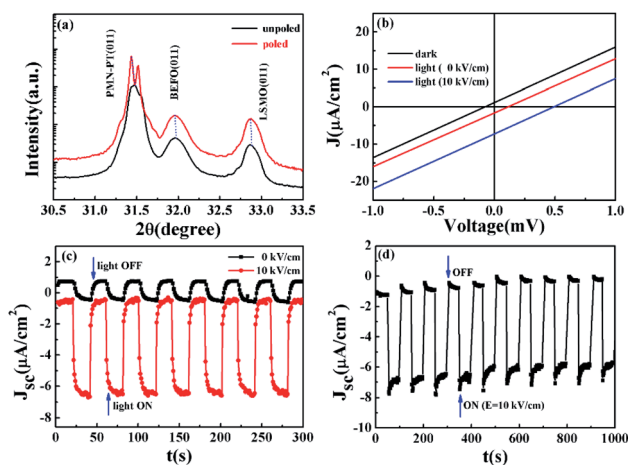 (a)
unpoled
poled
PMN-PT(011)
BEFO(011)
LSMO(011)
Intensity(a.u.)
30.5 31.0 31.5 32.0 32.5 33.0 33.5
2θ(degree)
(b)
dark
light ( 0 kV/cm)
light (10 kV/cm)
J(μA/cm²)
20
10
0
-10
-20
-1.0 -0.5 0.0 0.5 1.0
Voltage(mV)
(c)
0 kV/cm
10 kV/cm
light OFF
light ON
Jsc(μA/cm²)
2
0
-2
-4
-6
-8
0 50 100 150 200 250 300
t(s)
(d)
OFF
ON (E=10 kV/cm)
Jsc(μA/cm²)
2
0
-2
-4
-6
-8
0 200 400 600 800 1000
t(s)